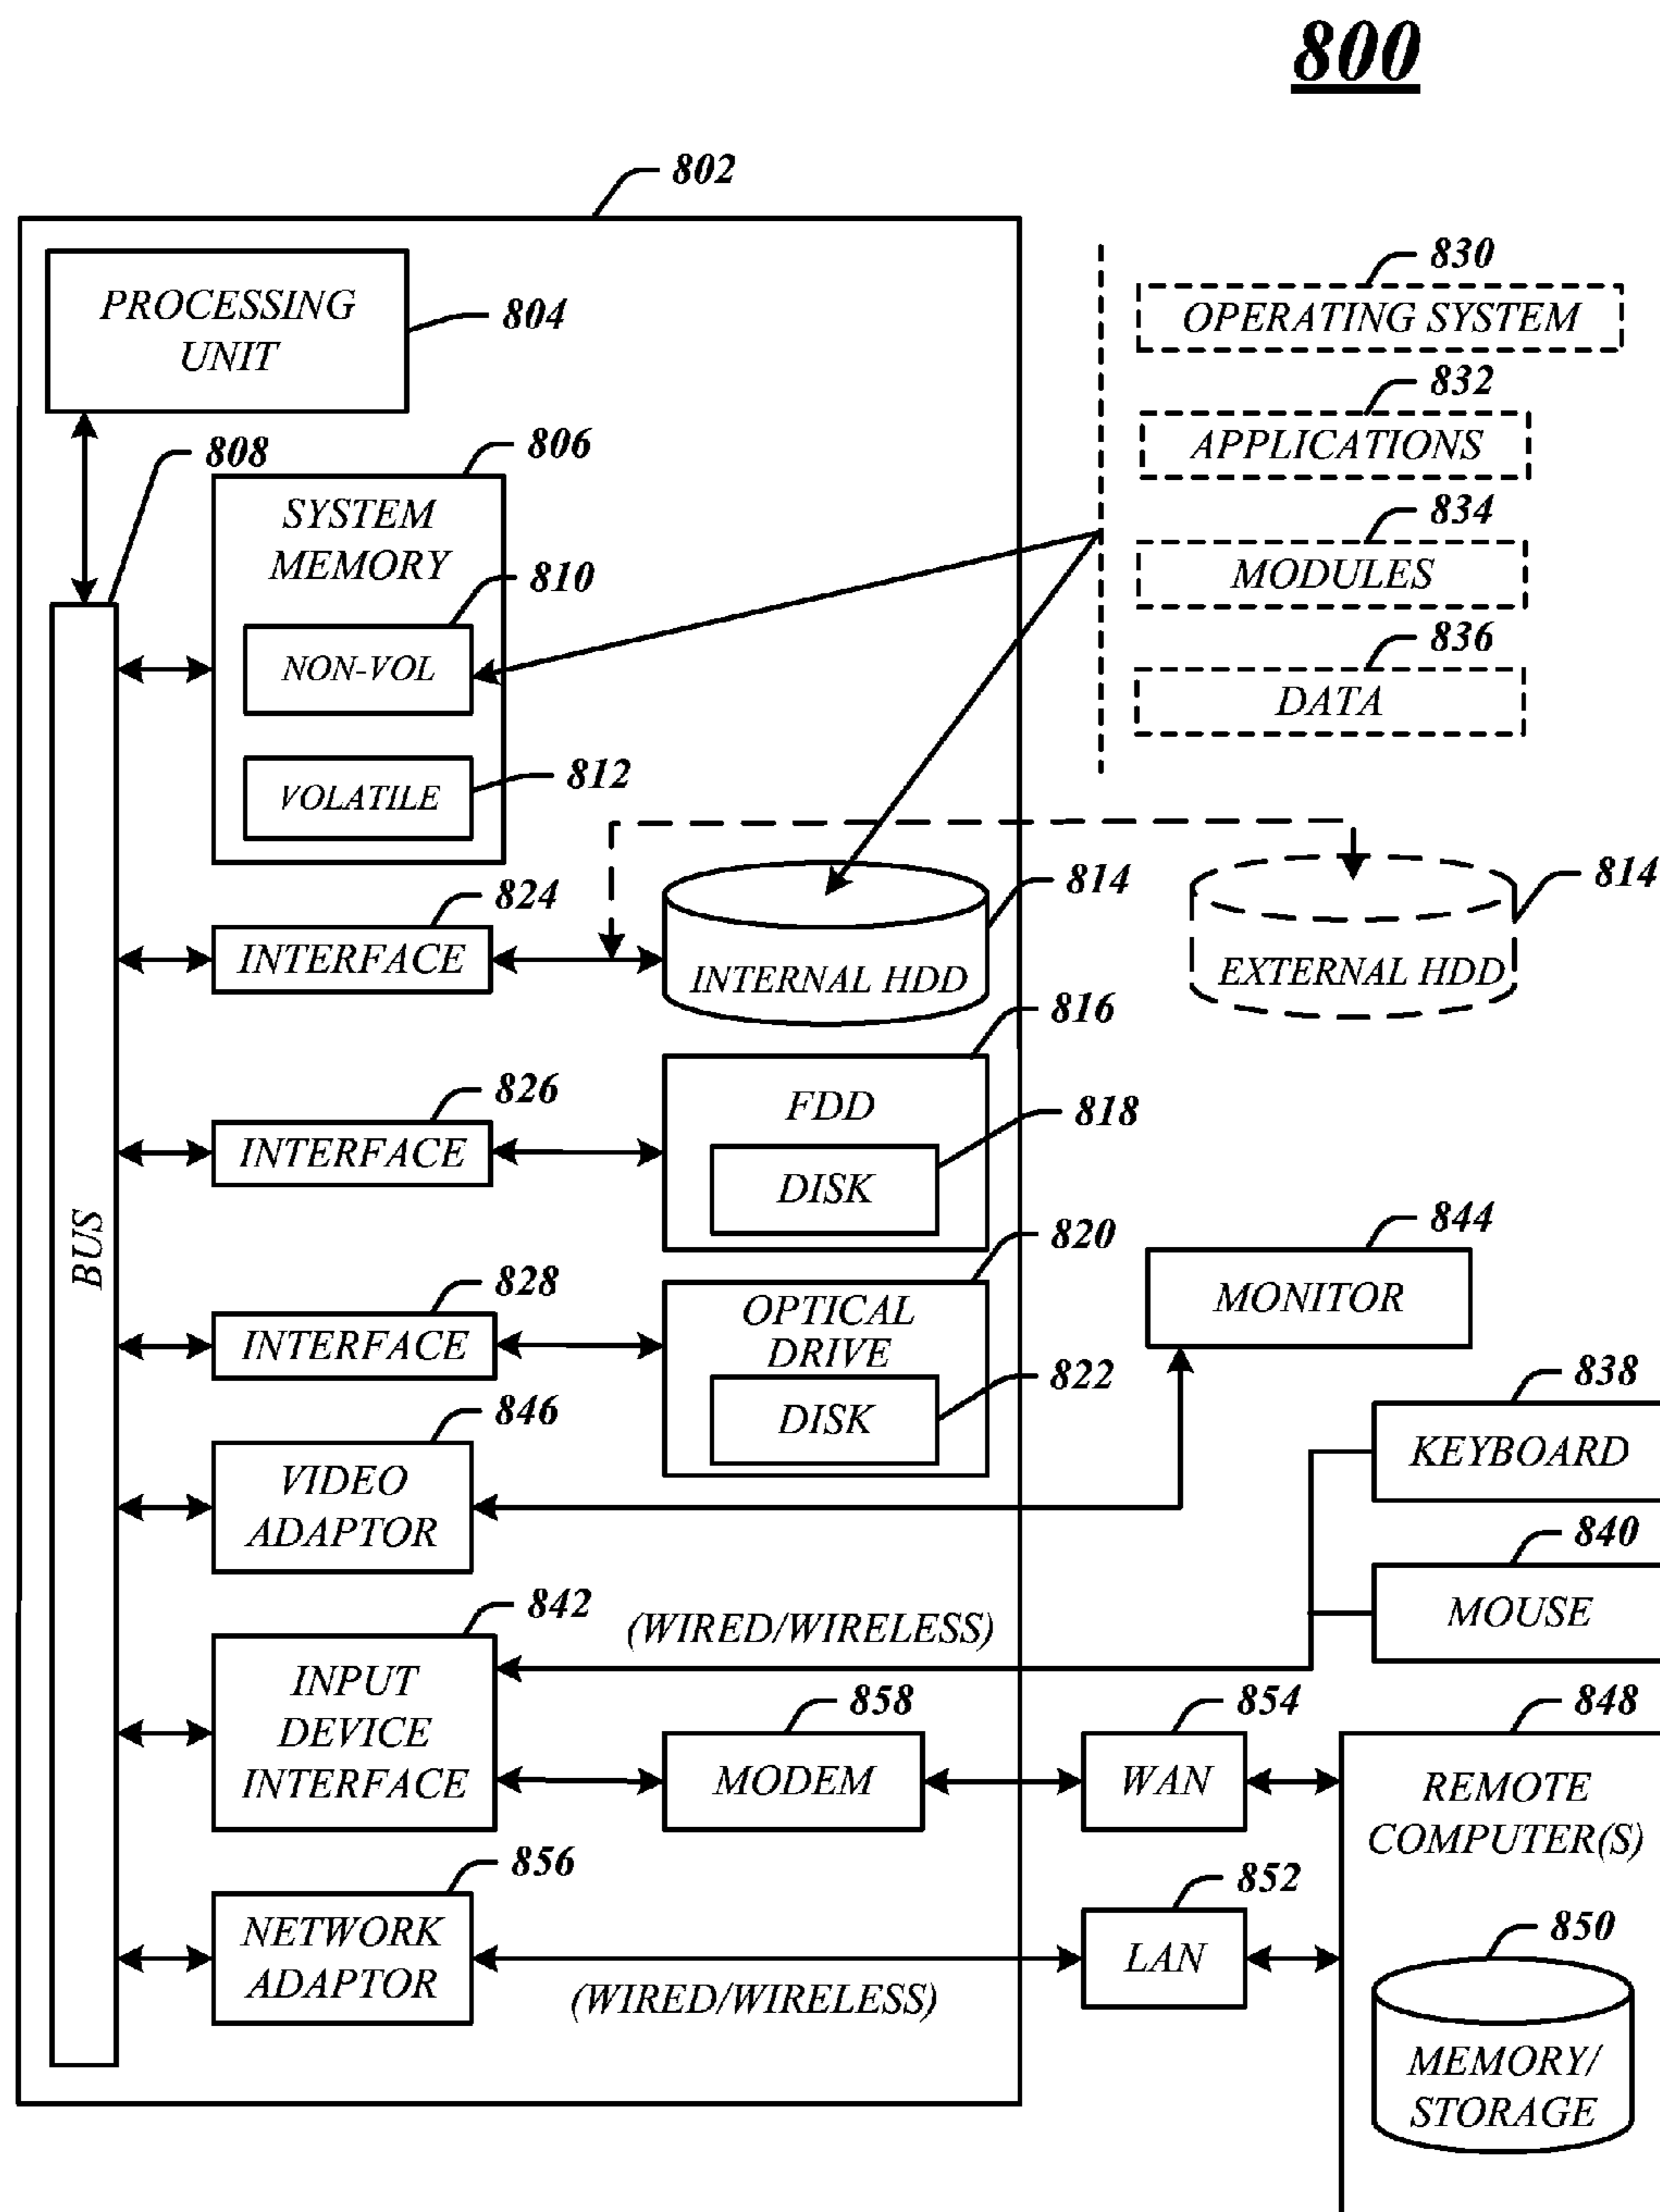 800
802
PROCESSING
UNIT
804
830
OPERATING SYSTEM
832
APPLICATIONS
834
MODULES
836
DATA
808
806
SYSTEM
MEMORY
810
NON-VOL
812
VOLATILE
BUS
824
INTERFACE
814
INTERNAL HDD
814
EXTERNAL HDD
826
INTERFACE
816
FDD
818
DISK
828
INTERFACE
820
OPTICAL
DRIVE
822
DISK
844
MONITOR
846
VIDEO
ADAPTOR
838
KEYBOARD
840
MOUSE
842
INPUT
DEVICE
INTERFACE
(WIRED/WIRELESS)
858
MODEM
854
WAN
848
REMOTE
COMPUTER(S)
856
NETWORK
ADAPTOR
(WIRED/WIRELESS)
852
LAN
850
MEMORY/
STORAGE